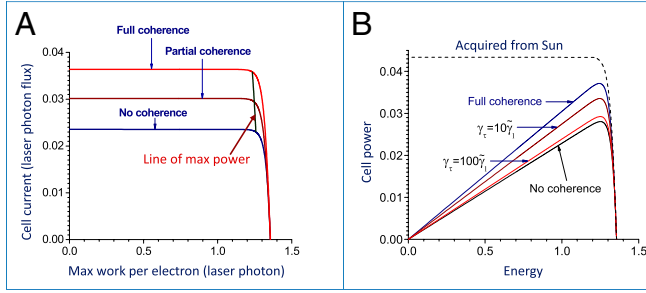 A
Full coherence
Partial coherence
No coherence
Line of max power
0.04
0.03
0.02
0.01
0.00
0.0
0.5
1.0
1.5
Cell current (laser photon flux)
Max work per electron (laser photon)
B
Acquired from Sun
Full coherence
γτ=10γ̃l
γτ=100γ̃l
No coherence
0.04
0.03
0.02
0.01
0.00
0.0
0.5
1.0
1.5
Cell power
Energy